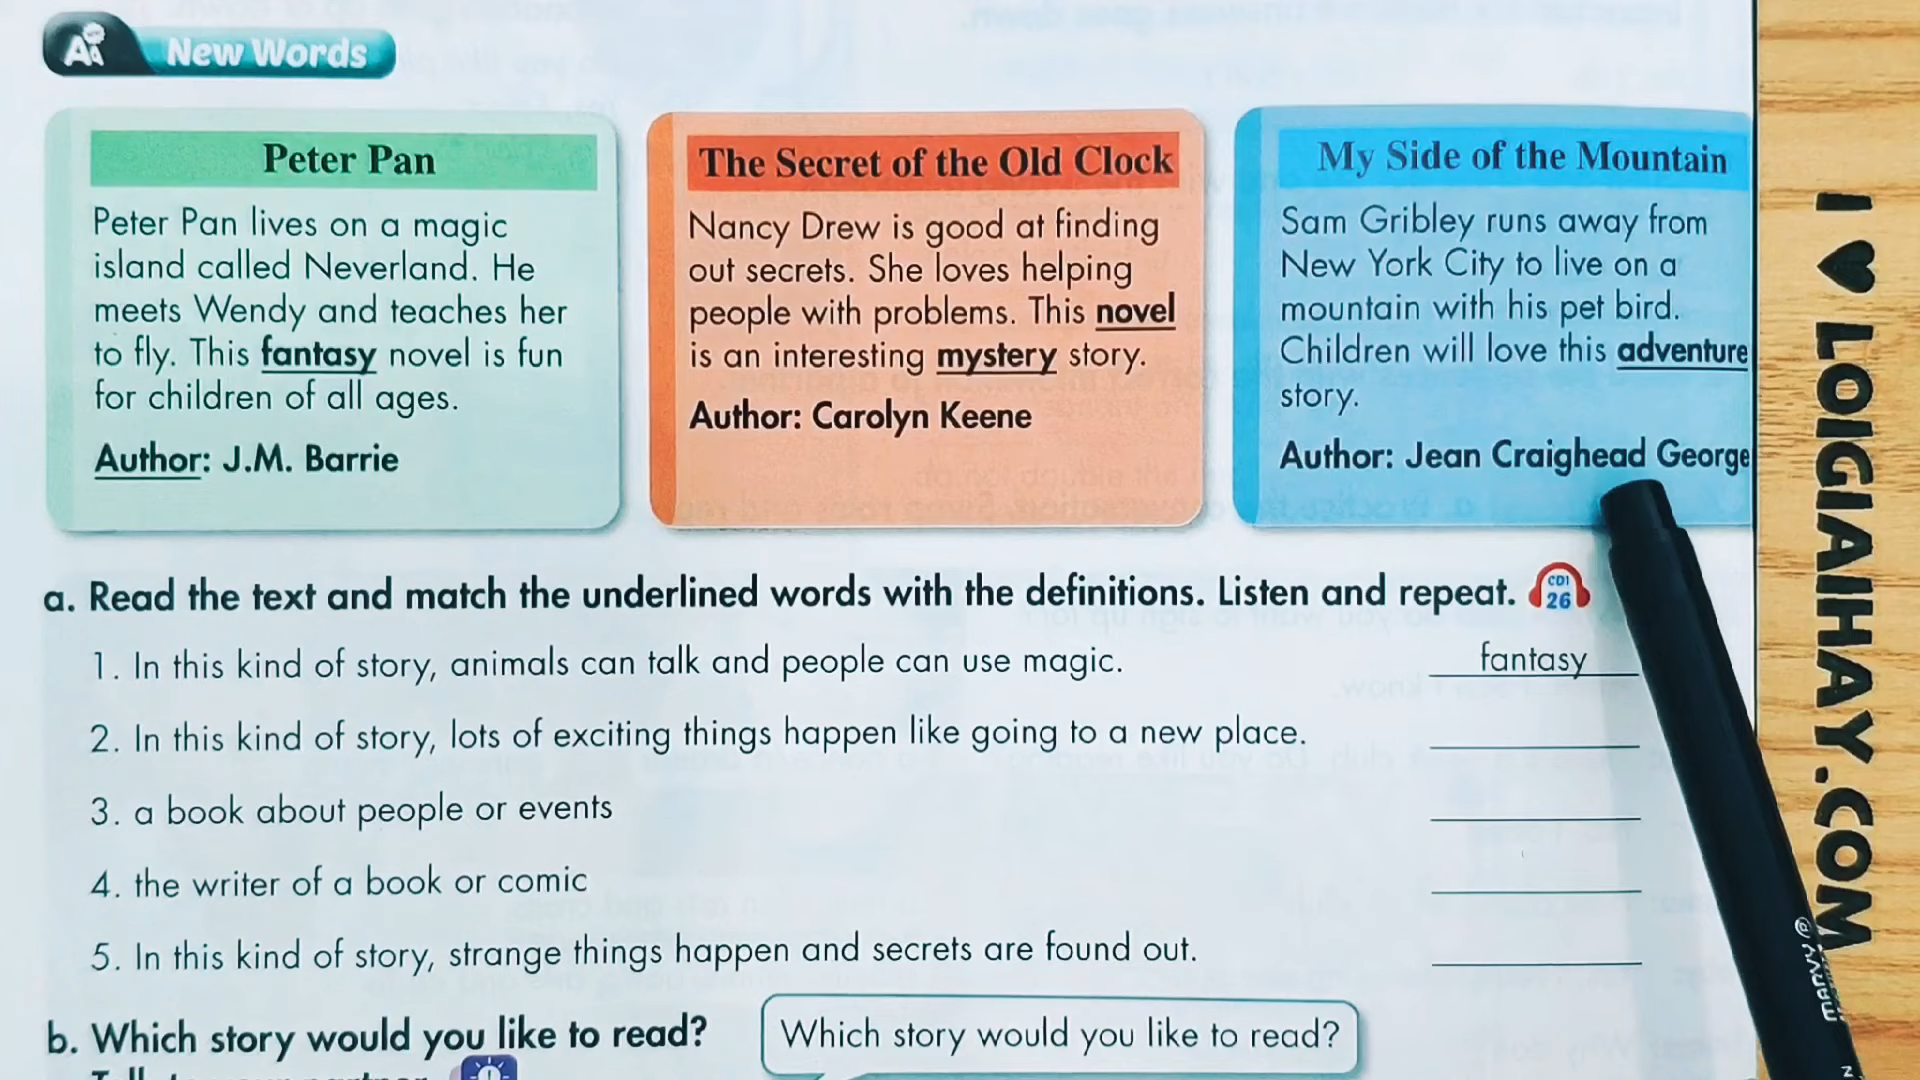 New Words
Peter Pan
Peter Pan lives on a magic
island called Neverland. He
meets Wendy and teaches her
to fly. This fantasy novel is fun
for children of all ages.
Author: J.M. Barrie
The Secret of the Old Clock
Nancy Drew is good at finding
out secrets. She loves helping
people with problems. This novel
is an interesting mystery story.
Author: Carolyn Keene
My Side of the Mountain
Sam Gribley runs away from
New York City to live on a
mountain with his pet bird.
Children will love this adventure
story.
Author: Jean Craighead George
a. Read the text and match the underlined words with the definitions. Listen and repeat. CD1 26
1. In this kind of story, animals can talk and people can use magic. fantasy
2. In this kind of story, lots of exciting things happen like going to a new place.
3. a book about people or events
4. the writer of a book or comic
5. In this kind of story, strange things happen and secrets are found out.
b. Which story would you like to read?
Which story would you like to read?
I ♥ LOIGIAIHAY.COM
MARVY